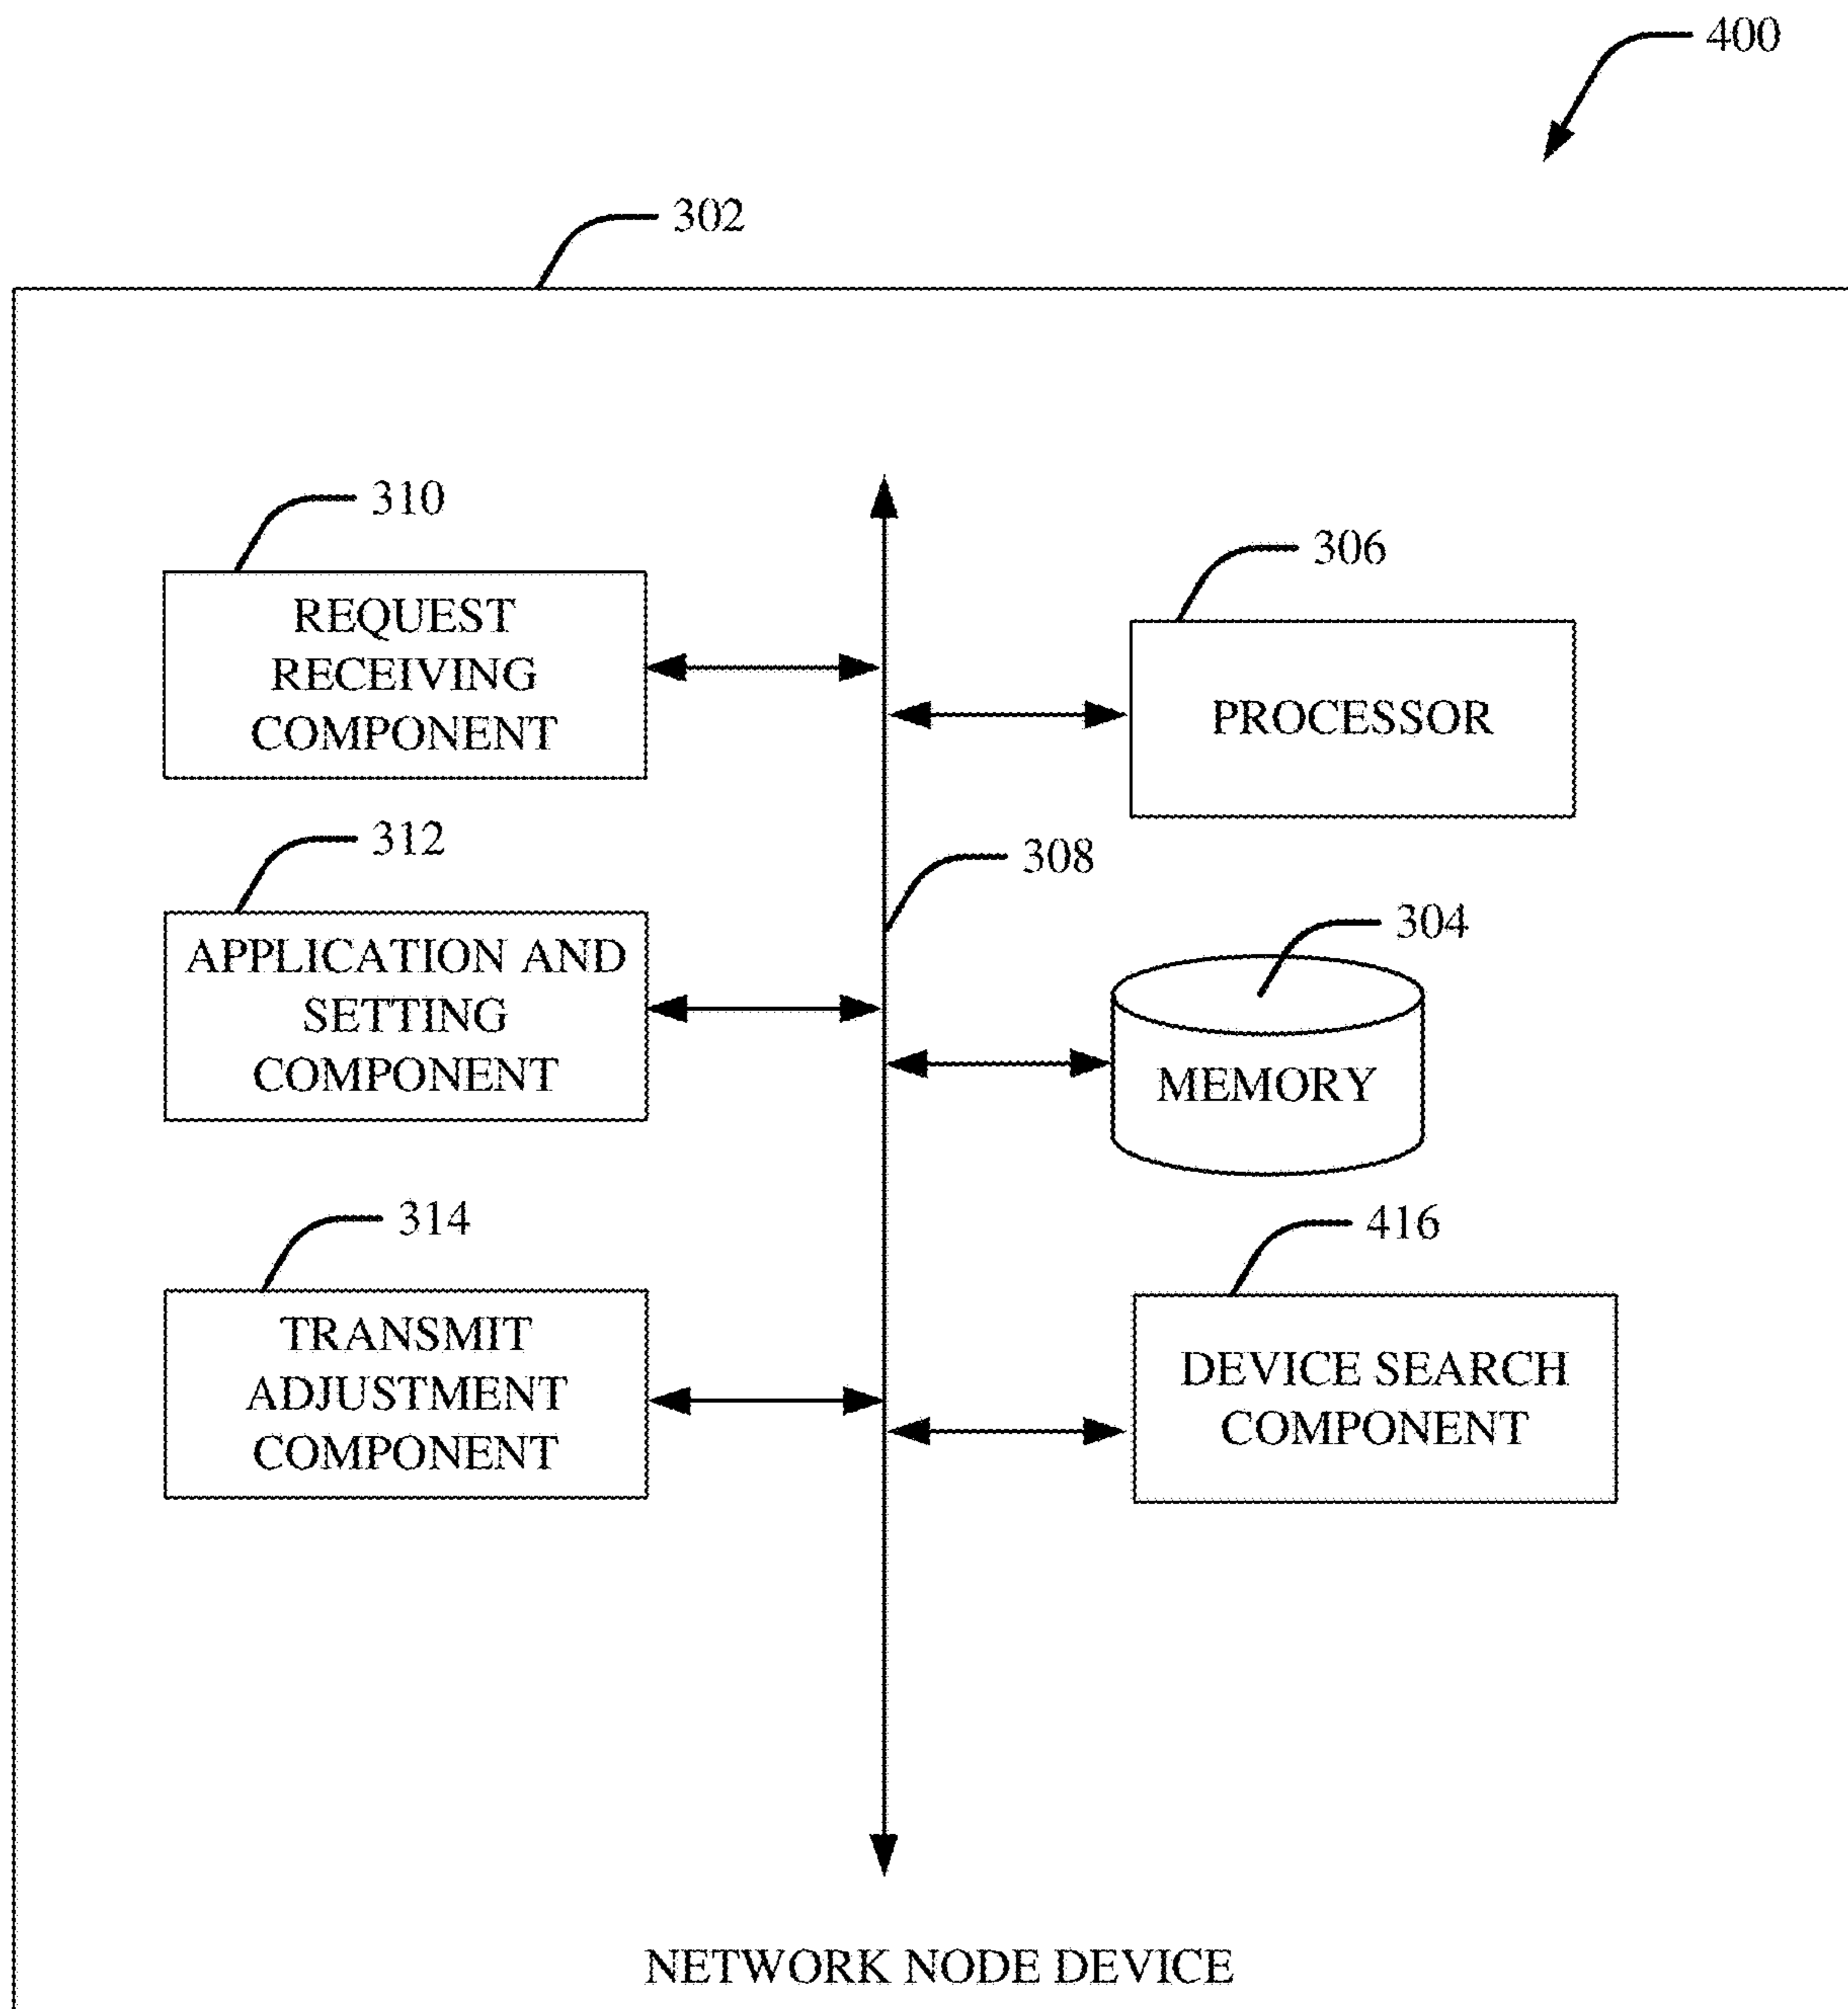 400
302
310
REQUEST
RECEIVING
COMPONENT
306
PROCESSOR
312
APPLICATION AND
SETTING
COMPONENT
308
304
MEMORY
314
TRANSMIT
ADJUSTMENT
COMPONENT
416
DEVICE SEARCH
COMPONENT
NETWORK NODE DEVICE